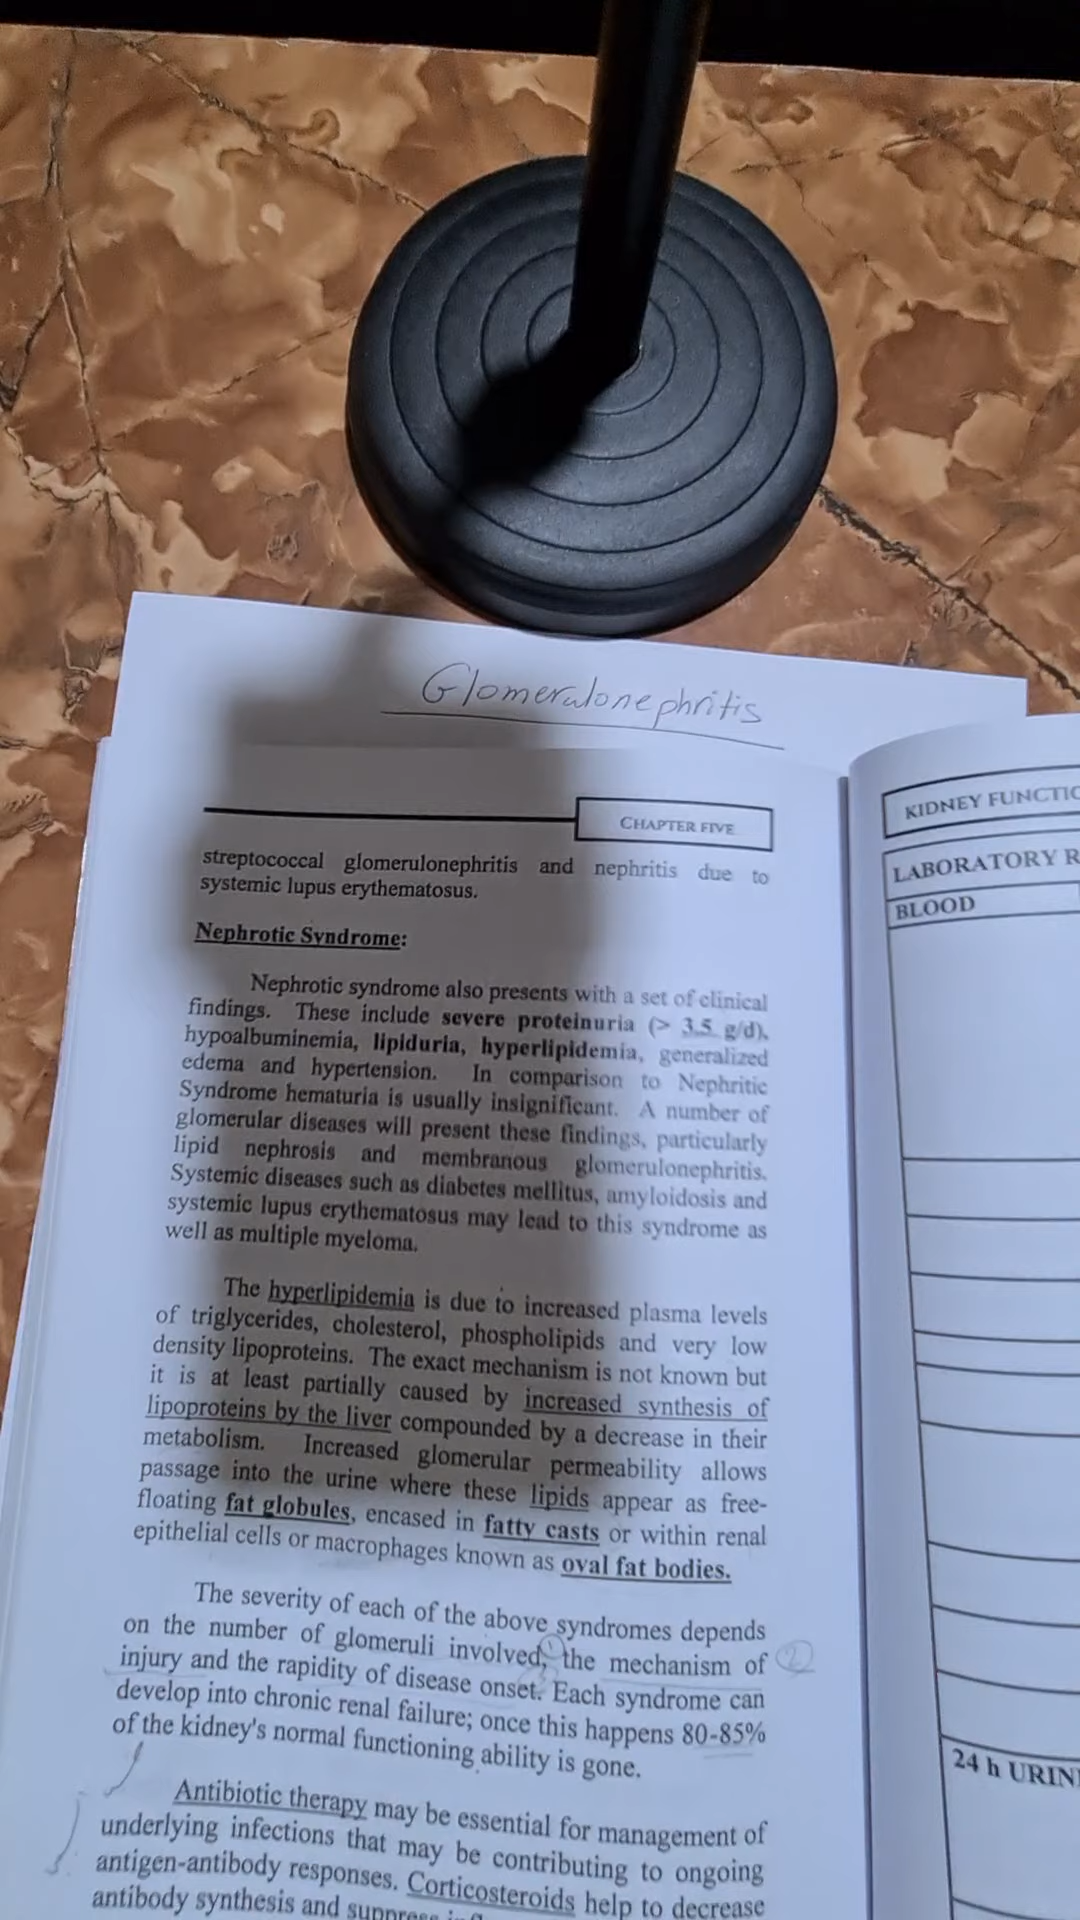 Glomerulonephritis
CHAPTER FIVE
streptococcal glomerulonephritis and nephritis due to
systemic lupus erythematosus.
Nephrotic Syndrome:
Nephrotic syndrome also presents with a set of clinical
findings. These include severe proteinuria (> 3.5 g/d),
hypoalbuminemia, lipiduria, hyperlipidemia, generalized
edema and hypertension. In comparison to Nephritic
Syndrome hematuria is usually insignificant. A number of
glomerular diseases will present these findings, particularly
lipid nephrosis and membranous glomerulonephritis.
Systemic diseases such as diabetes mellitus, amyloidosis and
systemic lupus erythematosus may lead to this syndrome as
well as multiple myeloma.
The hyperlipidemia is due to increased plasma levels
of triglycerides, cholesterol, phospholipids and very low
density lipoproteins. The exact mechanism is not known but
it is at least partially caused by increased synthesis of
lipoproteins by the liver compounded by a decrease in their
metabolism. Increased glomerular permeability allows
passage into the urine where these lipids appear as free-
floating fat globules, encased in fatty casts or within renal
epithelial cells or macrophages known as oval fat bodies.
The severity of each of the above syndromes depends
on the number of glomeruli involved, the mechanism of
injury and the rapidity of disease onset. Each syndrome can
develop into chronic renal failure; once this happens 80-85%
of the kidney's normal functioning ability is gone.
Antibiotic therapy may be essential for management of
underlying infections that may be contributing to ongoing
antigen-antibody responses. Corticosteroids help to decrease
antibody synthesis and
KIDNEY
LABORATORY
BLOOD
24 h